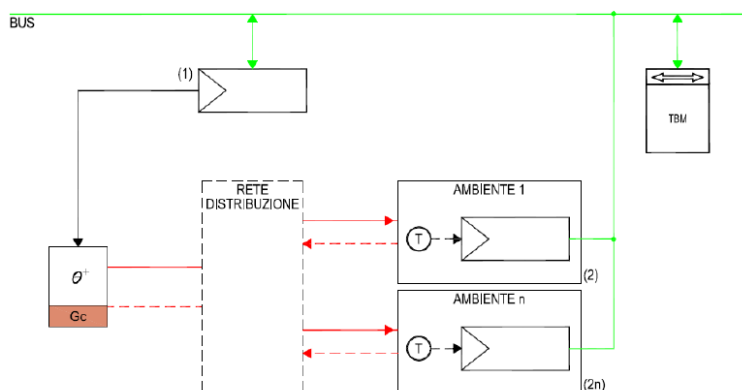 BUS
(1)
TBM
RETE
DISTRIBUZIONE
AMBIENTE 1
T
(2)
θ+
Gc
AMBIENTE n
T
(2n)